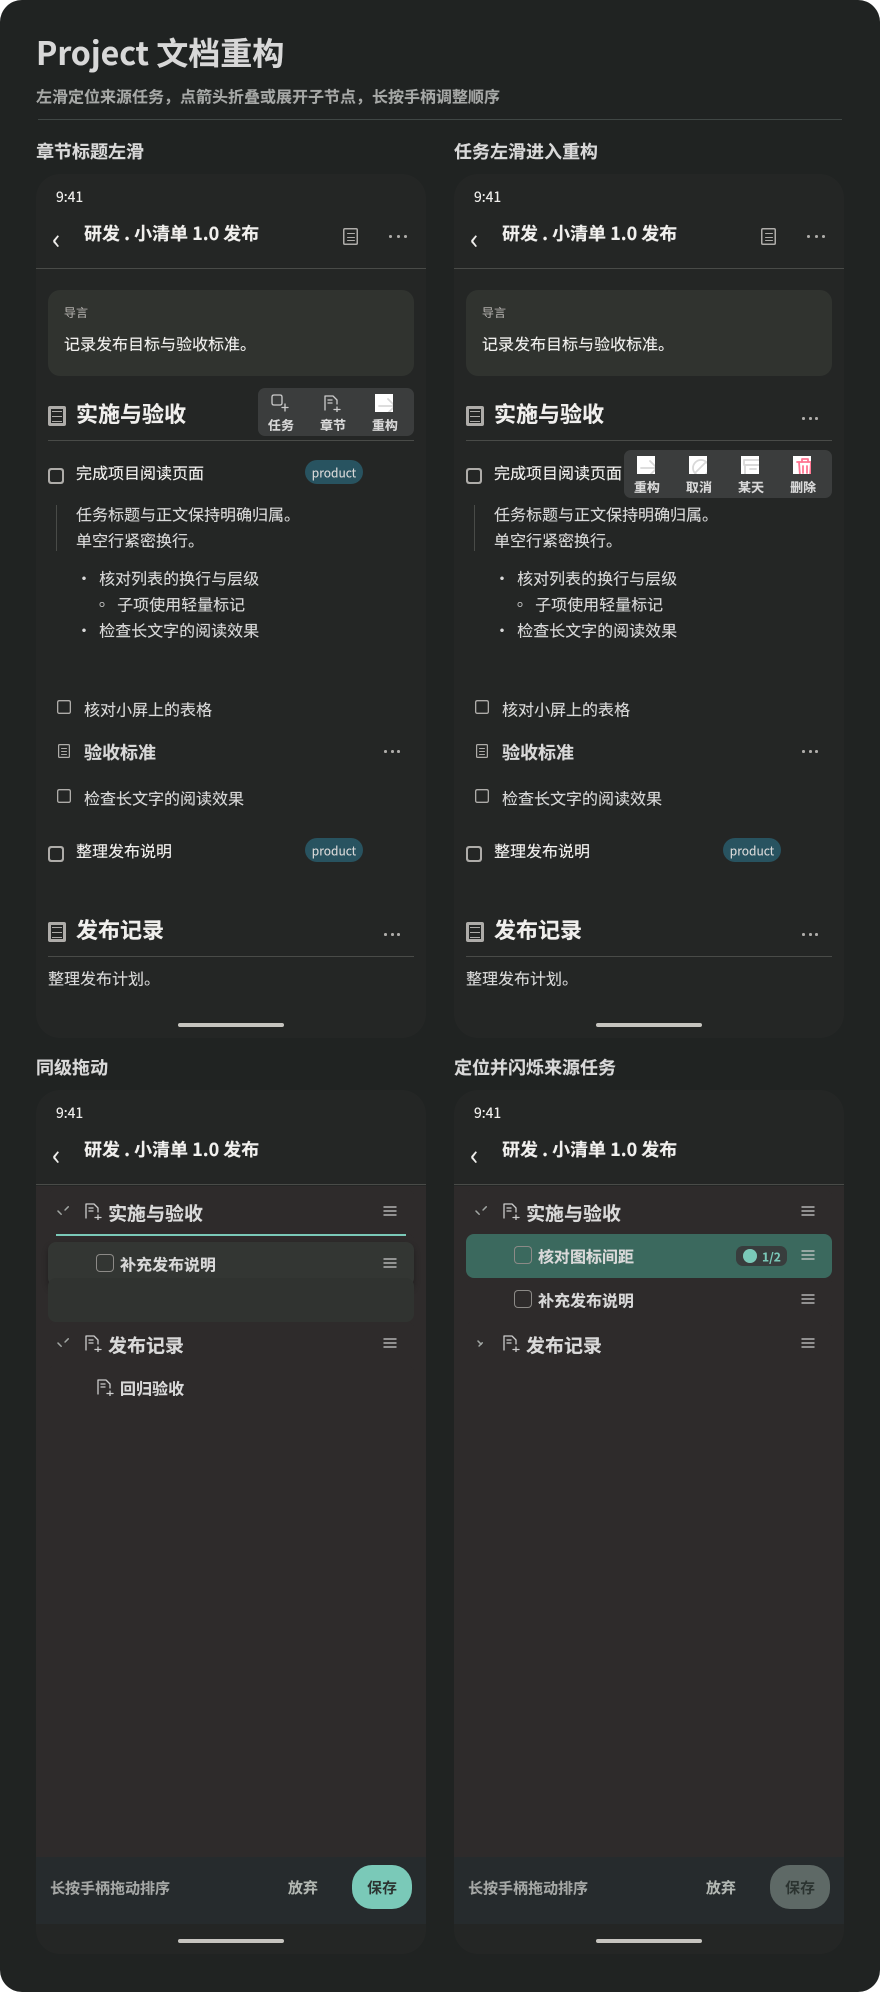 Project 文档重构
左滑定位来源任务，点箭头折叠或展开子节点，长按手柄调整顺序
章节标题左滑
9:41
研发 . 小清单 1.0 发布
导言
记录发布目标与验收标准。
实施与验收
任务 章节 重构
完成项目阅读页面 product
任务标题与正文保持明确归属。
单空行紧密换行。
• 核对列表的换行与层级
◦ 子项使用轻量标记
• 检查长文字的阅读效果
核对小屏上的表格
验收标准
检查长文字的阅读效果
整理发布说明 product
发布记录
整理发布计划。
任务左滑进入重构
9:41
研发 . 小清单 1.0 发布
导言
记录发布目标与验收标准。
实施与验收
完成项目阅读页面
重构 取消 某天 删除
任务标题与正文保持明确归属。
单空行紧密换行。
• 核对列表的换行与层级
◦ 子项使用轻量标记
• 检查长文字的阅读效果
核对小屏上的表格
验收标准
检查长文字的阅读效果
整理发布说明 product
发布记录
整理发布计划。
同级拖动
9:41
研发 . 小清单 1.0 发布
实施与验收
补充发布说明
发布记录
回归验收
长按手柄拖动排序 放弃 保存
定位并闪烁来源任务
9:41
研发 . 小清单 1.0 发布
实施与验收
核对图标间距 1/2
补充发布说明
发布记录
长按手柄拖动排序 放弃 保存